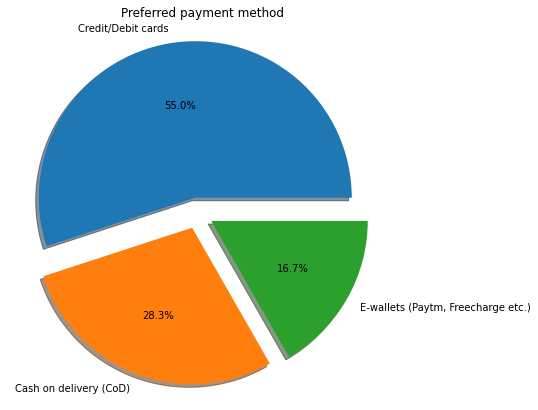 Preferred payment method
Credit/Debit cards
55.0%
16.7%
28.3%
E-wallets (Paytm, Freecharge etc.)
Cash on delivery (CoD)